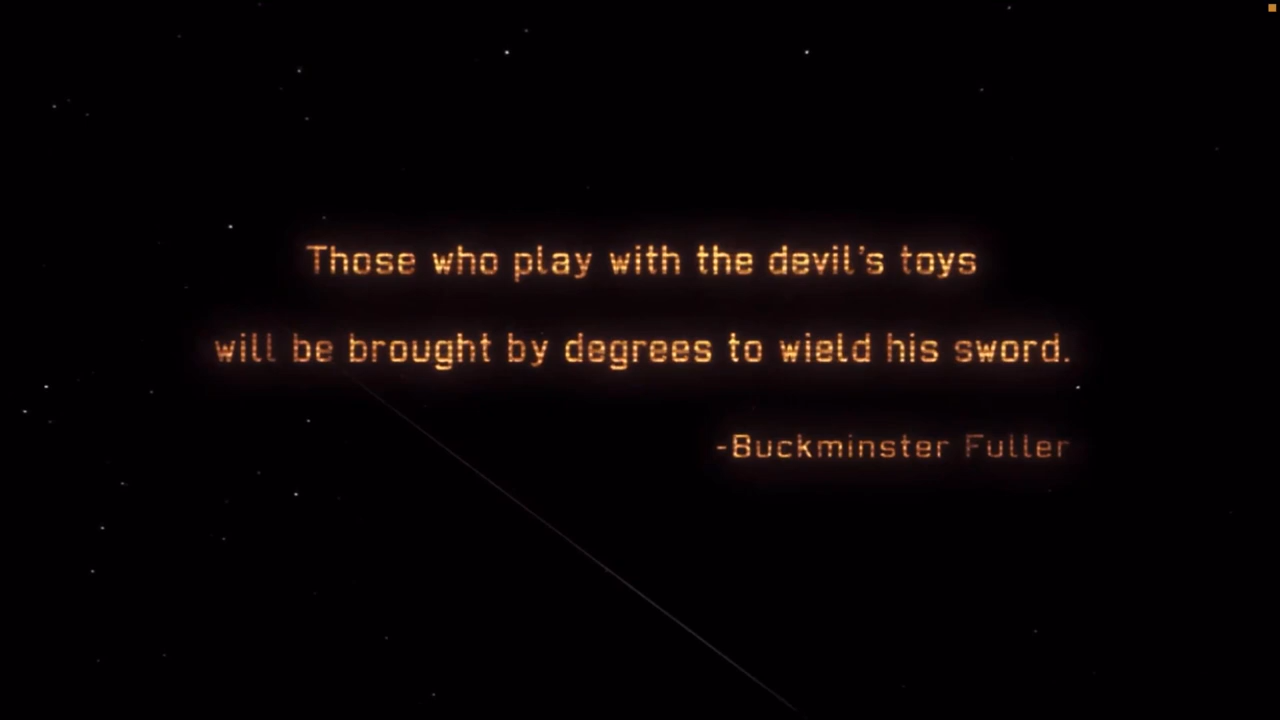 Those who play with the devil's toys
will be brought by degrees to wield his sword.
-Buckminster Fuller